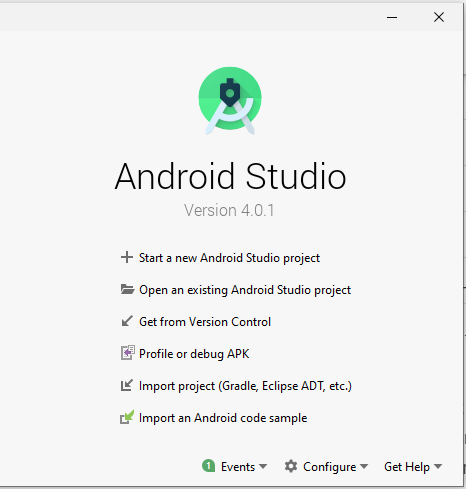 Android Studio
Version 4.0.1
Start a new Android Studio project
Open an existing Android Studio project
Get from Version Control
Profile or debug APK
Import project (Gradle, Eclipse ADT, etc.)
Import an Android code sample
1 Events Configure Get Help